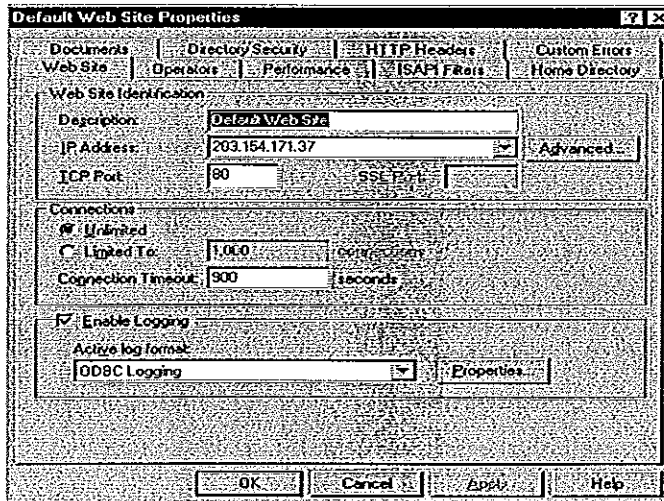 Default Web Site Properties
Documents Directory Security HTTP Headers Custom Errors
Web Site Operators Performance ISAPI Filters Home Directory
Web Site Identification
Description: Default Web Site
IP Address: 203.154.171.37 Advanced...
TCP Port: 80 SSL Port:
Connections
Unlimited
Limited To: 1,000 connections
Connection Timeout: 900 seconds
Enable Logging
Active log format:
ODBC Logging Properties...
OK Cancel Apply Help